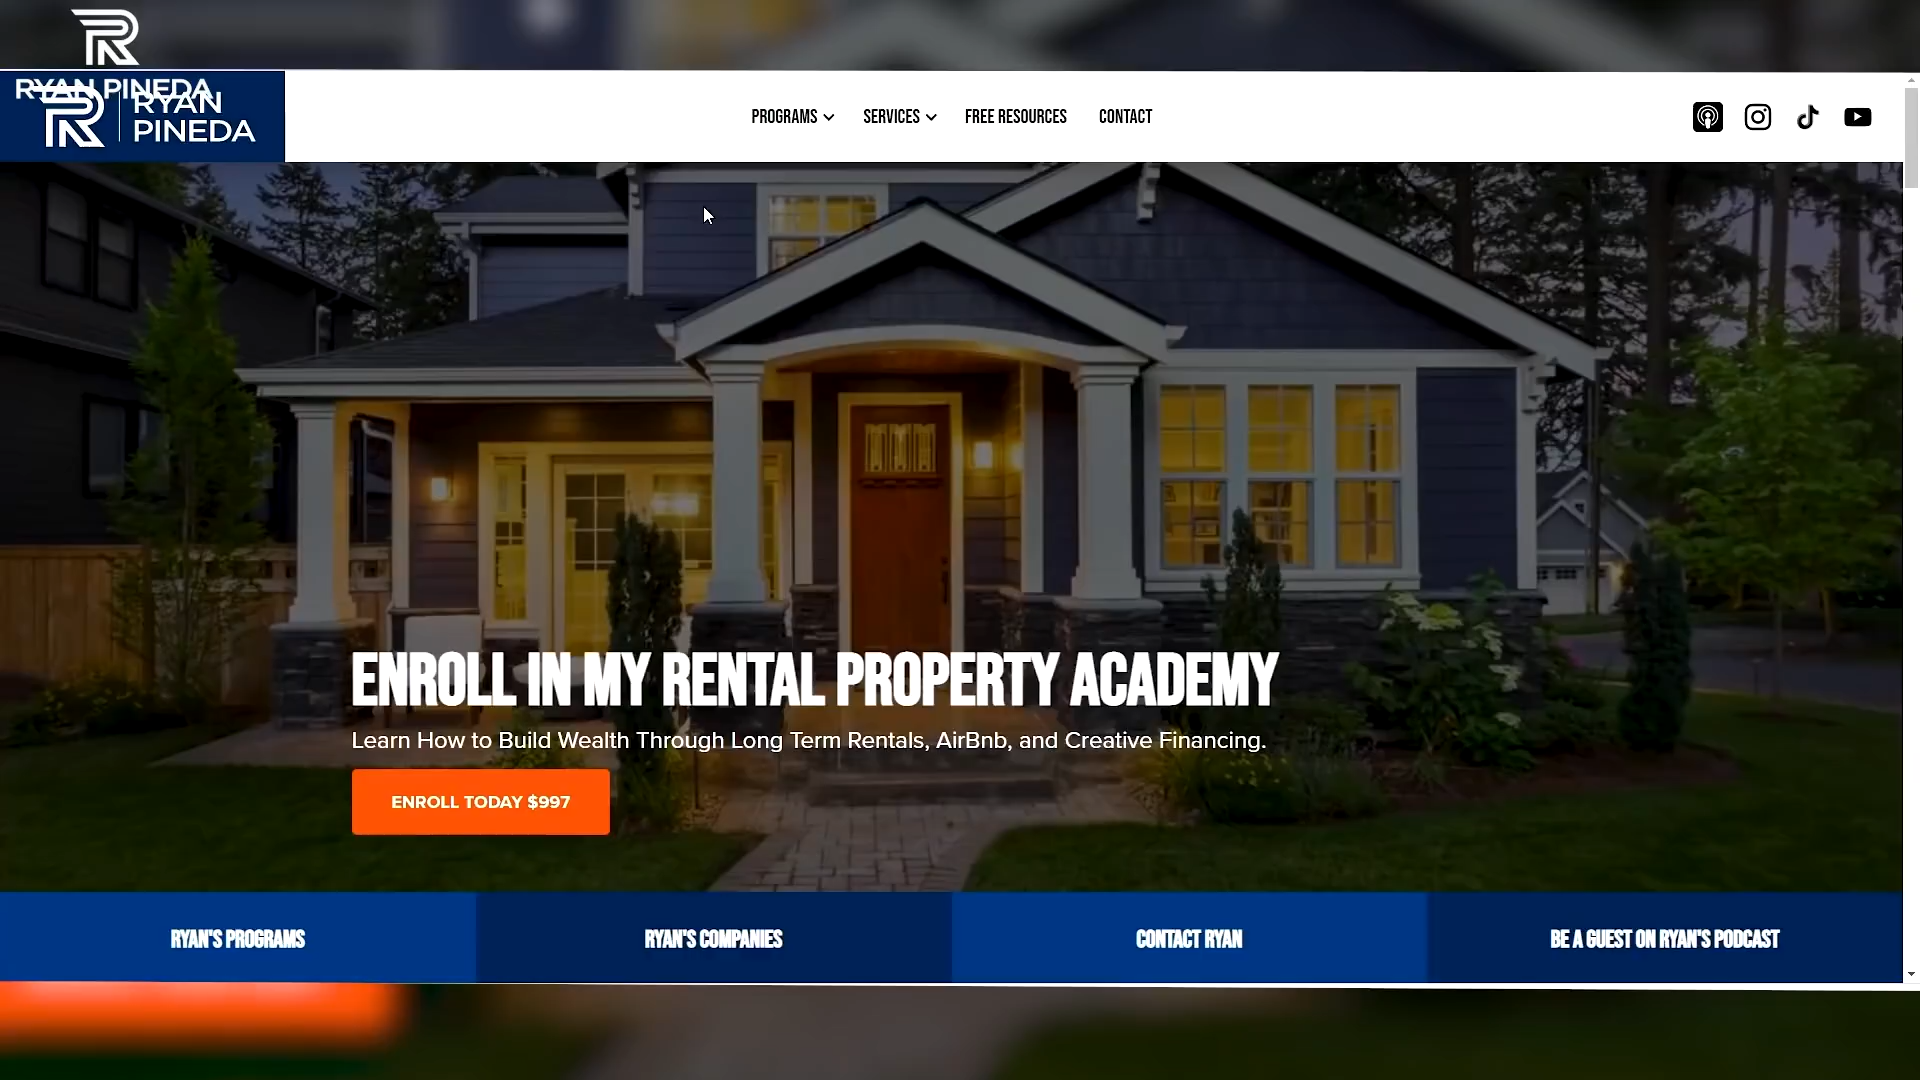 RYAN PINEDA
RYAN
PINEDA
PROGRAMS
SERVICES
FREE RESOURCES
CONTACT
ENROLL IN MY RENTAL PROPERTY ACADEMY
Learn How to Build Wealth Through Long Term Rentals, AirBnb, and Creative Financing.
ENROLL TODAY $997
RYAN'S PROGRAMS
RYAN'S COMPANIES
CONTACT RYAN
BE A GUEST ON RYAN'S PODCAST